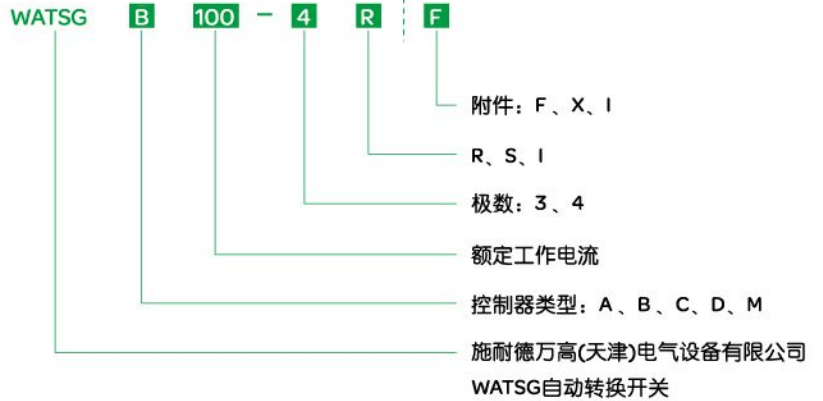 WATSG B 100 - 4 R F
附件：F、X、I
R、S、I
极数：3、4
额定工作电流
控制器类型：A、B、C、D、M
施耐德万高(天津)电气设备有限公司
WATSG自动转换开关